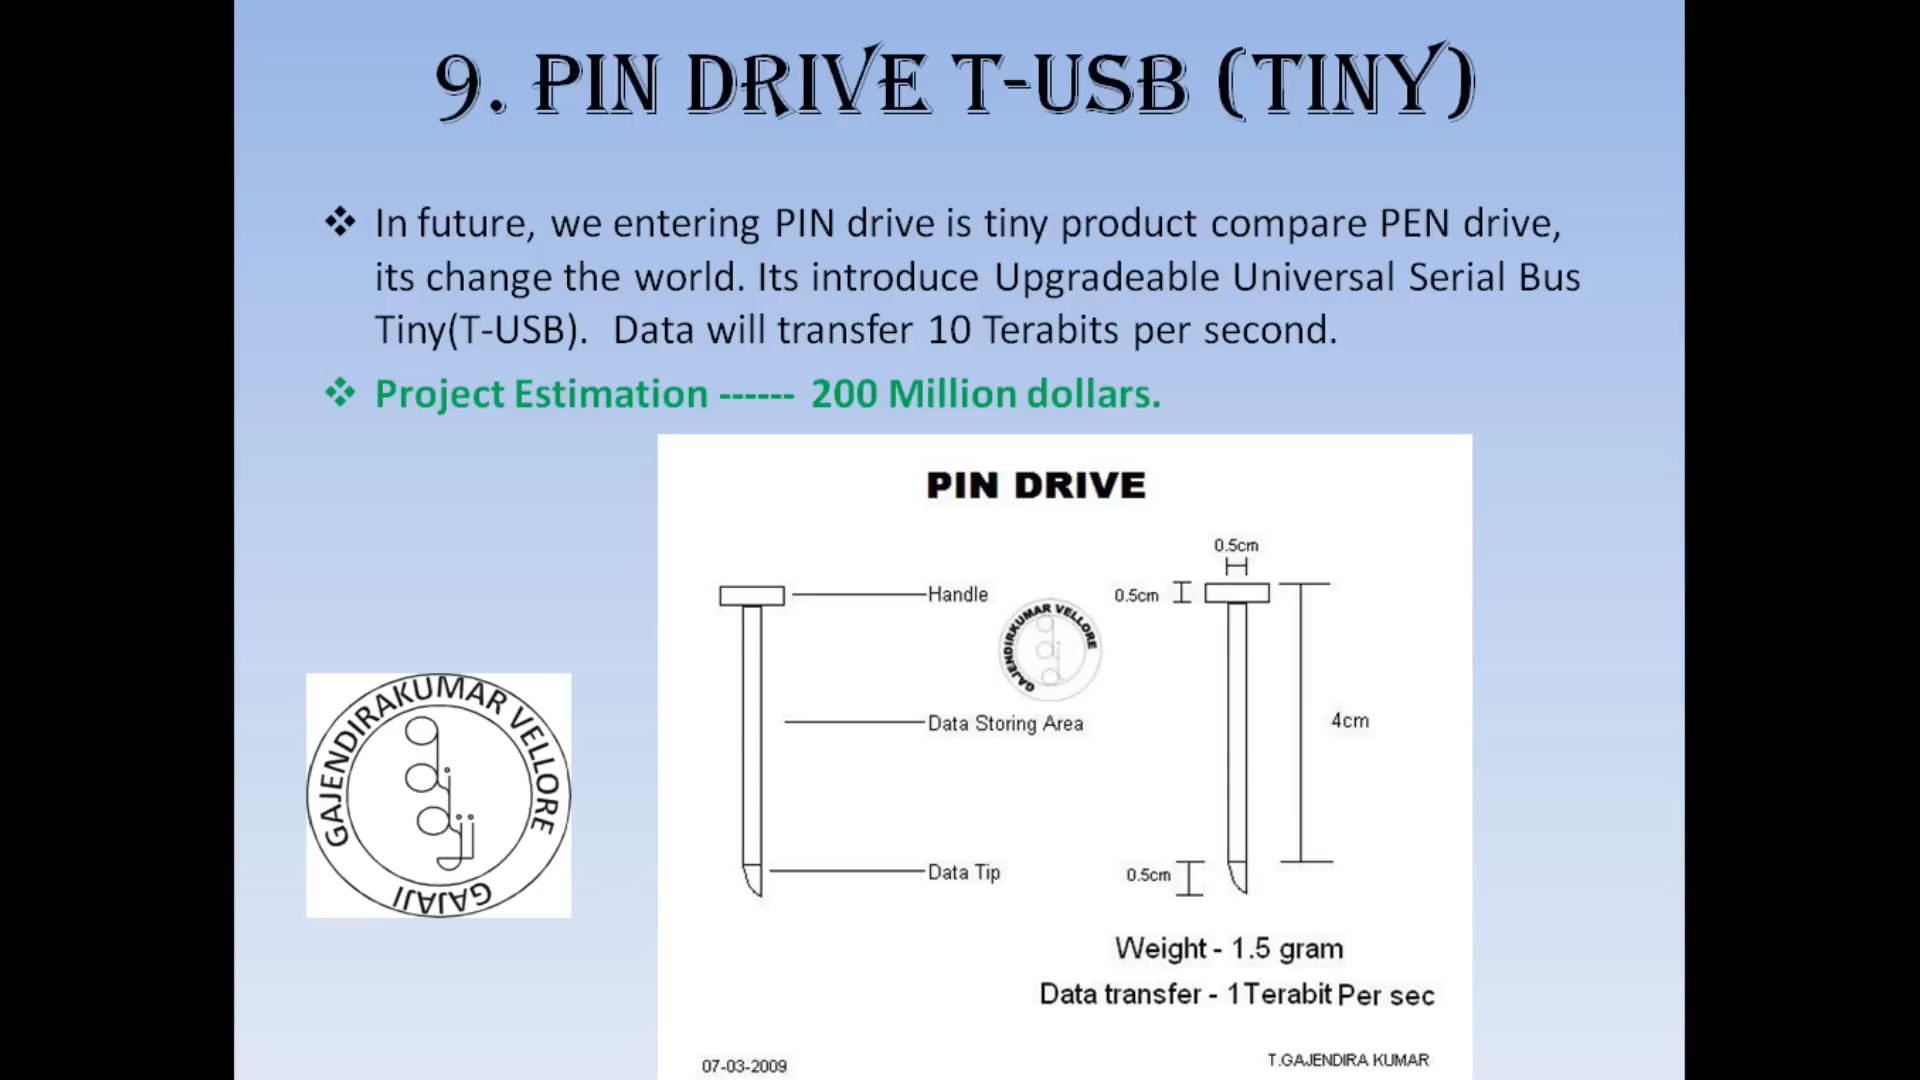 9. PIN DRIVE T-USB (TINY)
❖ In future, we entering PIN drive is tiny product compare PEN drive,
its change the world. Its introduce Upgradeable Universal Serial Bus
Tiny(T-USB). Data will transfer 10 Terabits per second.
❖ Project Estimation ------ 200 Million dollars.
PIN DRIVE
0.5cm
Handle
0.5cm
GAJENDIRKUMAR VELLORE
GAJENDIRAKUMAR VELLORE
GAJAJI
Data Storing Area
4cm
Data Tip
0.5cm
Weight - 1.5 gram
Data transfer - 1Terabit Per sec
07-03-2009
T.GAJENDIRA KUMAR